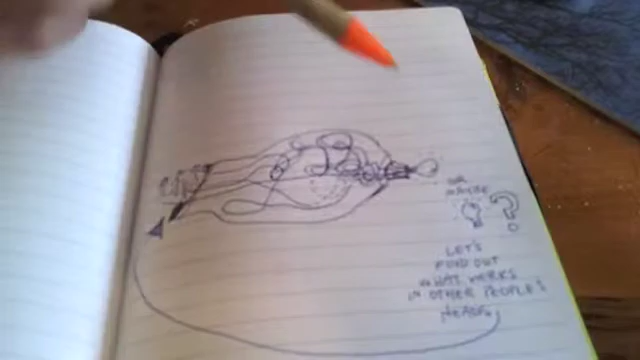 OR
MAYBE
?
LET'S
FIND OUT
WHAT WORKS
IN OTHER PEOPLE'S
HEADS